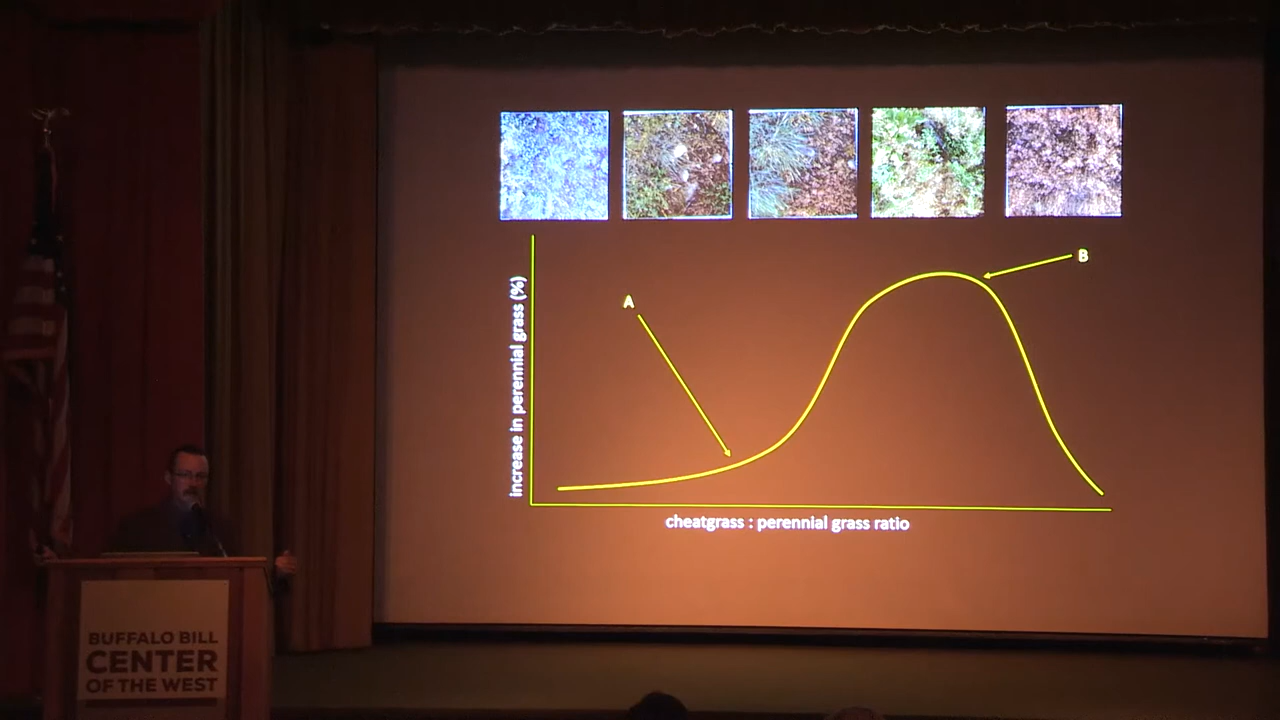 B
A
increase in perennial grass (%)
cheatgrass : perennial grass ratio
BUFFALO BILL
CENTER
OF THE WEST